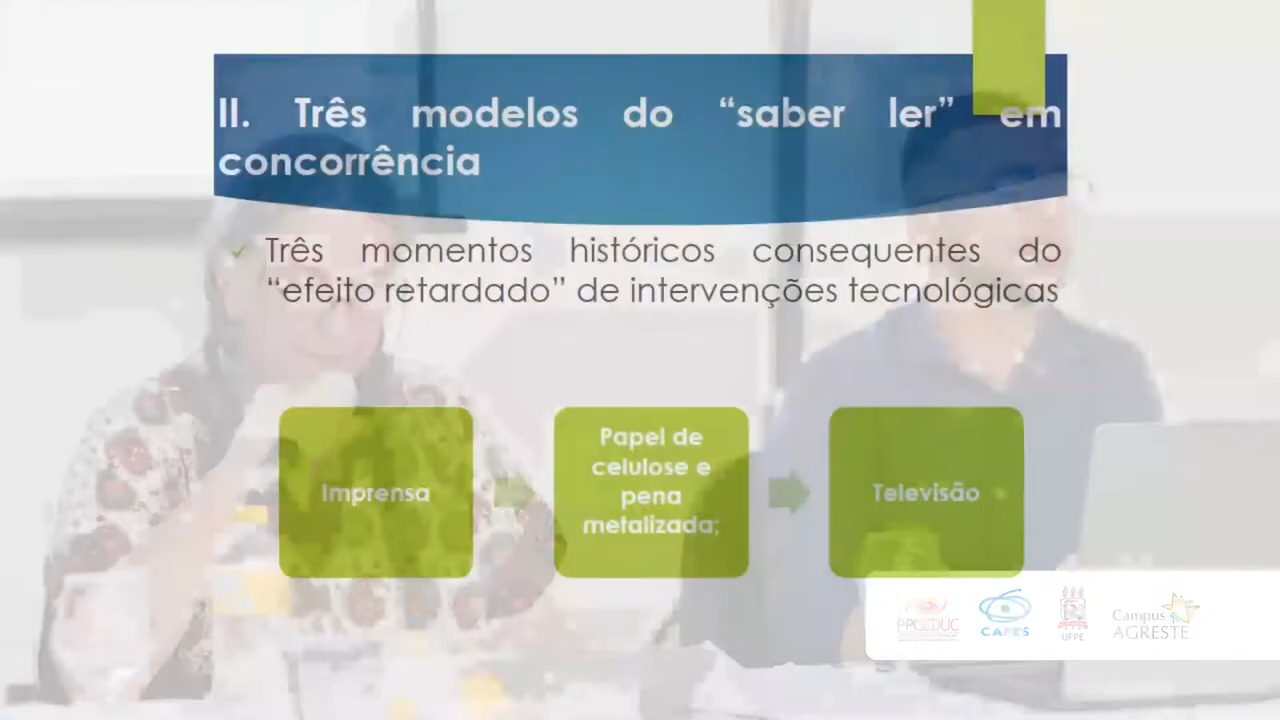 II. Três modelos do “saber ler” em
concorrência
Três momentos históricos consequentes do
“efeito retardado” de intervenções tecnológicas
Imprensa
Papel de
celulose e
pena
metalizada;
Televisão
PPGEDUC
CAPES
UFPE
Campus
AGRESTE